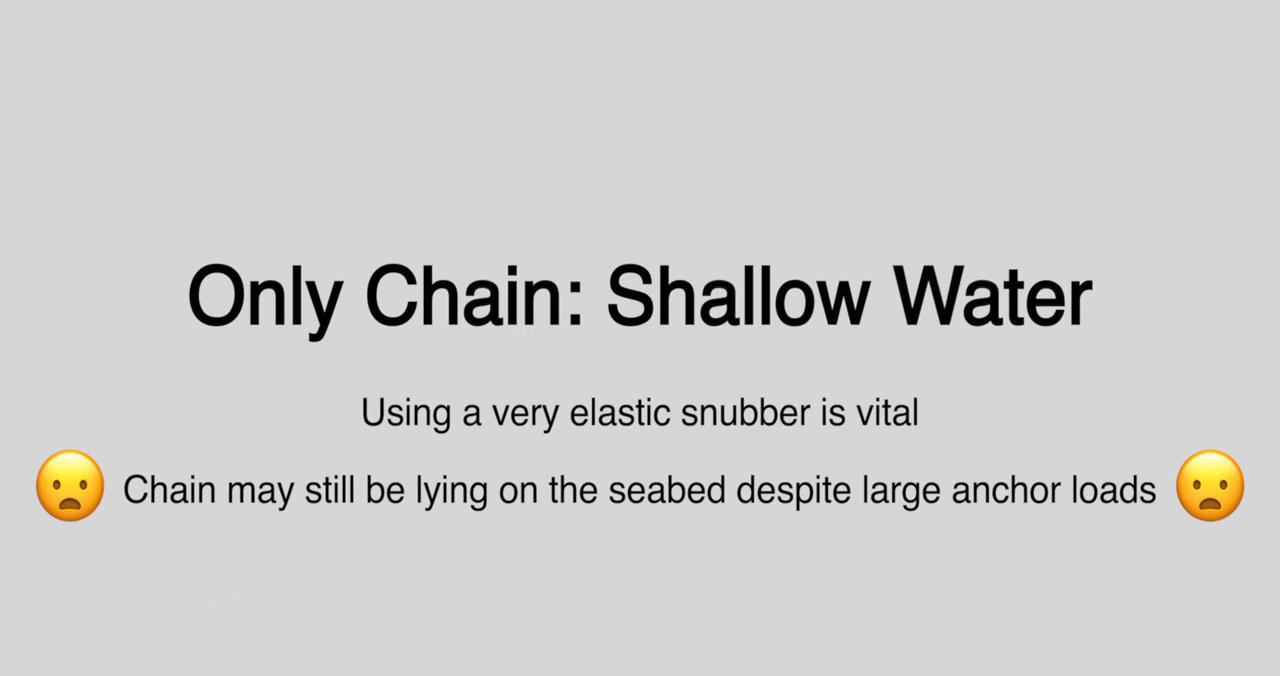 Only Chain: Shallow Water
Using a very elastic snubber is vital
Chain may still be lying on the seabed despite large anchor loads